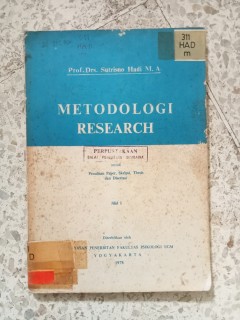 311
HAD
m
Prof. Drs. Sutrisno Hadi M. A.
METODOLOGI
RESEARCH
PERPUSTAKAAN
untuk
Penulisan Paper, Skripsi, Thesis
dan Disertasi
Jilid 1
Diterbitkan oleh
PENERBITAN FAKULTAS PSIKOLOGI UGM
YOGYAKARTA